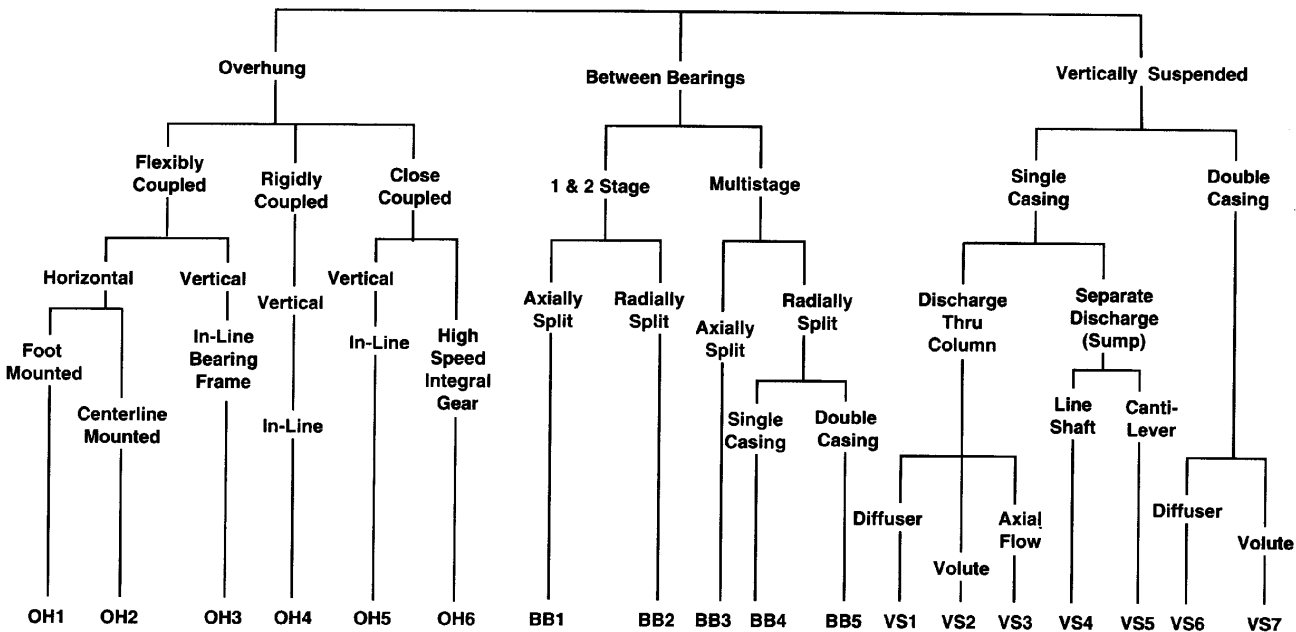 Overhung
Between Bearings
Vertically Suspended
Flexibly
Coupled
Rigidly
Coupled
Close
Coupled
1 & 2 Stage
Multistage
Single
Casing
Double
Casing
Horizontal
Vertical
Vertical
Vertical
Foot
Mounted
Centerline
Mounted
In-Line
Bearing
Frame
In-Line
In-Line
High
Speed
Integral
Gear
Axially
Split
Radially
Split
Axially
Split
Radially
Split
Single
Casing
Double
Casing
Discharge
Thru
Column
Separate
Discharge
(Sump)
Line
Shaft
Canti-
Lever
Diffuser
Volute
Axial
Flow
Diffuser
Volute
OH1 OH2 OH3 OH4 OH5 OH6 BB1 BB2 BB3 BB4 BB5 VS1 VS2 VS3 VS4 VS5 VS6 VS7